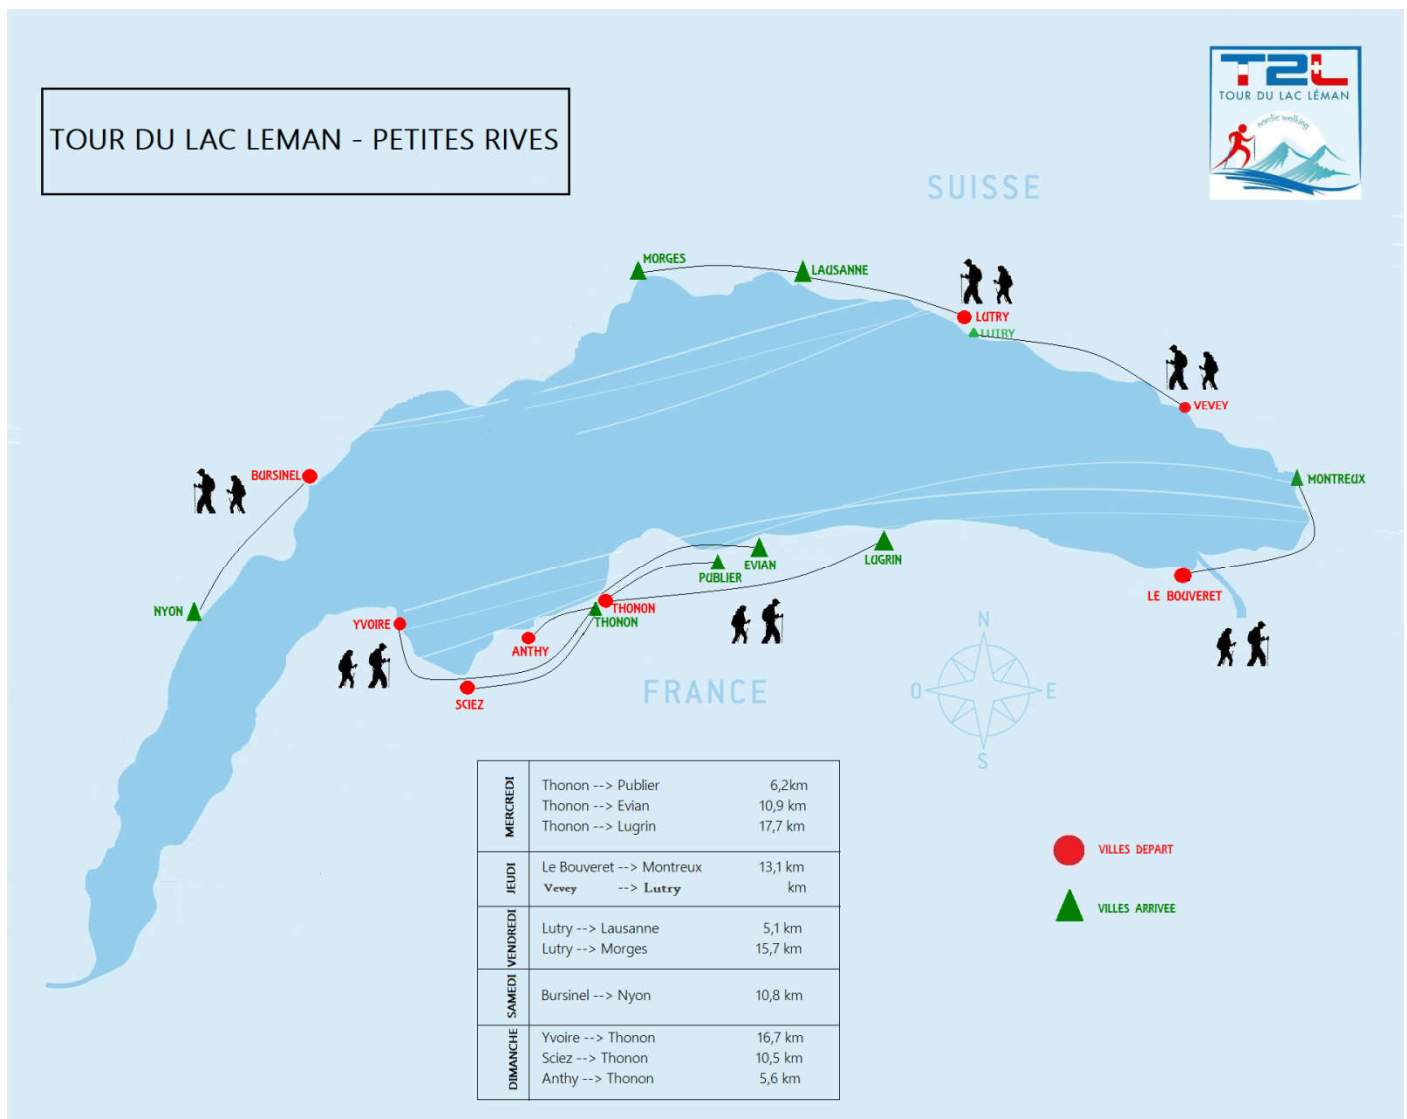 TOUR DU LAC LEMAN - PETITES RIVES
T2L
TOUR DU LAC LÉMAN
nordic walking
SUISSE
MORGES
LAUSANNE
LUTRY
LUTRY
VEVEY
BURSINEL
MONTREUX
EVIAN
LUGRIN
PUBLIER
LE BOUVERET
NYON
THONON
THONON
YVOIRE
ANTHY
SCIEZ
FRANCE
N
O
E
S
MERCREDI
Thonon --> Publier 6,2km
Thonon --> Evian 10,9 km
Thonon --> Lugrin 17,7 km
JEUDI
Le Bouveret --> Montreux 13,1 km
Vevey --> Lutry km
VENDREDI
Lutry --> Lausanne 5,1 km
Lutry --> Morges 15,7 km
SAMEDI
Bursinel --> Nyon 10,8 km
DIMANCHE
Yvoire --> Thonon 16,7 km
Sciez --> Thonon 10,5 km
Anthy --> Thonon 5,6 km
VILLES DEPART
VILLES ARRIVEE